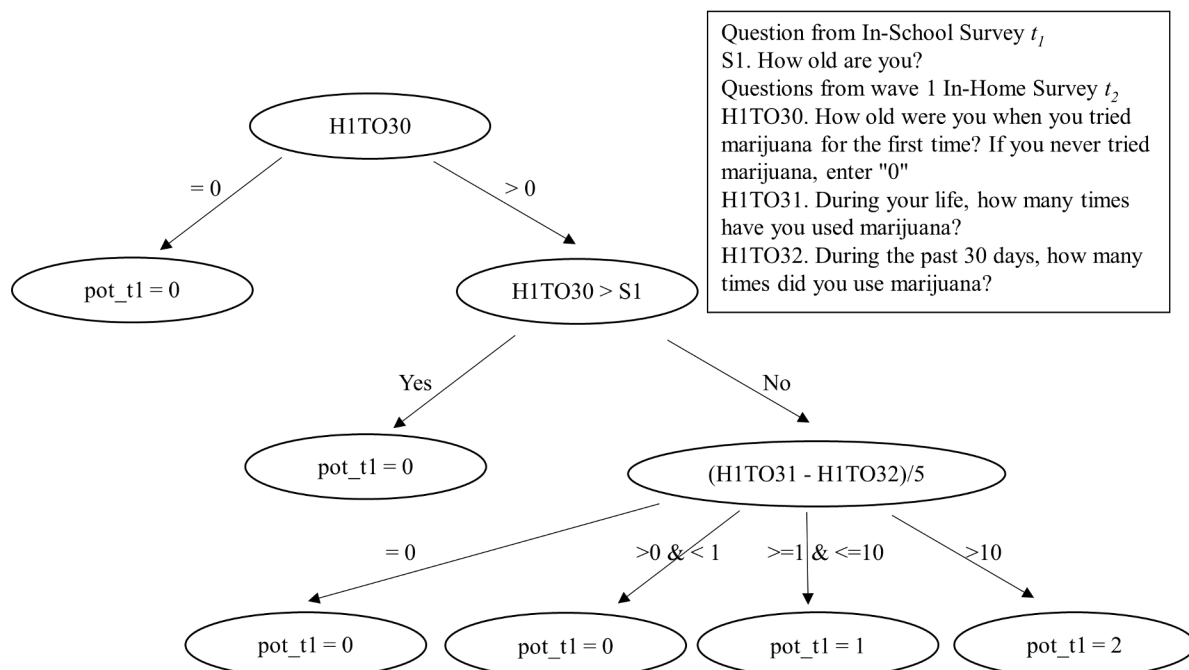 Question from In-School Survey t1
S1. How old are you?
Questions from wave 1 In-Home Survey t2
H1TO30. How old were you when you tried
marijuana for the first time? If you never tried
marijuana, enter "0"
H1TO31. During your life, how many times
have you used marijuana?
H1TO32. During the past 30 days, how many
times did you use marijuana?
H1TO30
= 0
> 0
pot_t1 = 0
H1TO30 > S1
Yes
No
pot_t1 = 0
(H1TO31 - H1TO32)/5
= 0
>0 & < 1
>=1 & <=10
>10
pot_t1 = 0
pot_t1 = 0
pot_t1 = 1
pot_t1 = 2